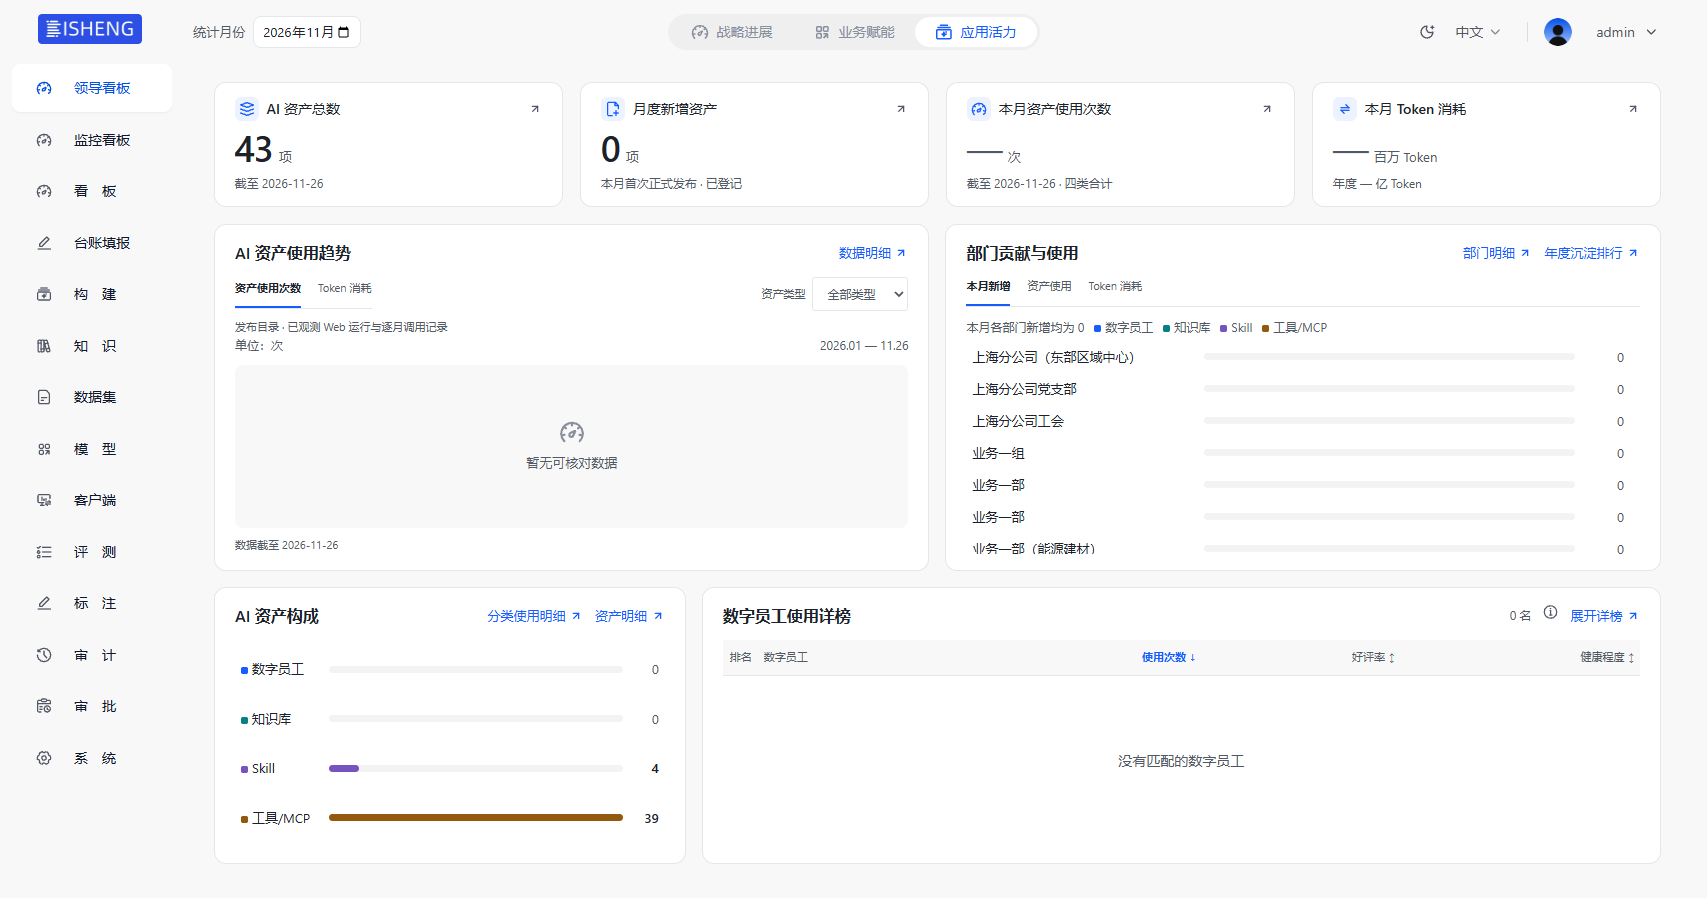 ISHENG
统计月份 2026年11月
战略进展 业务赋能 应用活力
中文 admin
领导看板
监控看板
看 板
台账填报
构 建
知 识
数据集
模 型
客户端
评 测
标 注
审 计
审 批
系 统
AI 资产总数
43 项
截至 2026-11-26
月度新增资产
0 项
本月首次正式发布 · 已登记
本月资产使用次数
— 次
截至 2026-11-26 · 四类合计
本月 Token 消耗
— 百万 Token
年度 — 亿 Token
AI 资产使用趋势 数据明细
资产使用次数 Token 消耗
资产类型 全部类型
发布目录 · 已观测 Web 运行与逐月调用记录
单位：次 2026.01 — 11.26
暂无可核对数据
数据截至 2026-11-26
部门贡献与使用 部门明细 年度沉淀排行
本月新增 资产使用 Token 消耗
本月各部门新增均为 0 数字员工 知识库 Skill 工具/MCP
上海分公司（东部区域中心） 0
上海分公司党支部 0
上海分公司工会 0
业务一组 0
业务一部 0
业务一部 0
业务一部（能源建材） 0
AI 资产构成 分类使用明细 资产明细
数字员工 0
知识库 0
Skill 4
工具/MCP 39
数字员工使用详榜 0 名 展开详榜
排名 数字员工 使用次数 ↓ 好评率 ↕ 健康程度 ↕
没有匹配的数字员工